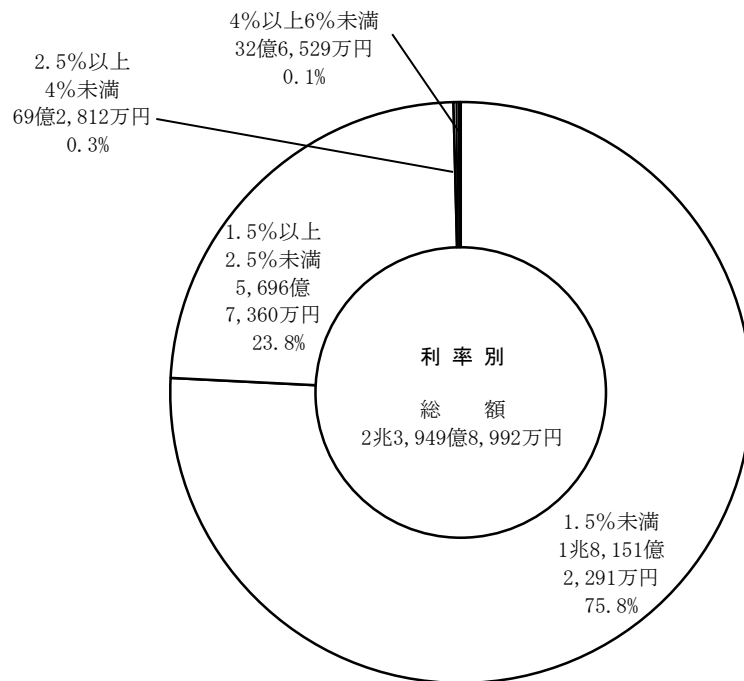 4%以上6%未満
32億6,529万円
0.1%
2.5%以上
4%未満
69億2,812万円
0.3%
1.5%以上
2.5%未満
5,696億
7,360万円
23.8%
利 率 別
総　　額
2兆3,949億8,992万円
1.5%未満
1兆8,151億
2,291万円
75.8%